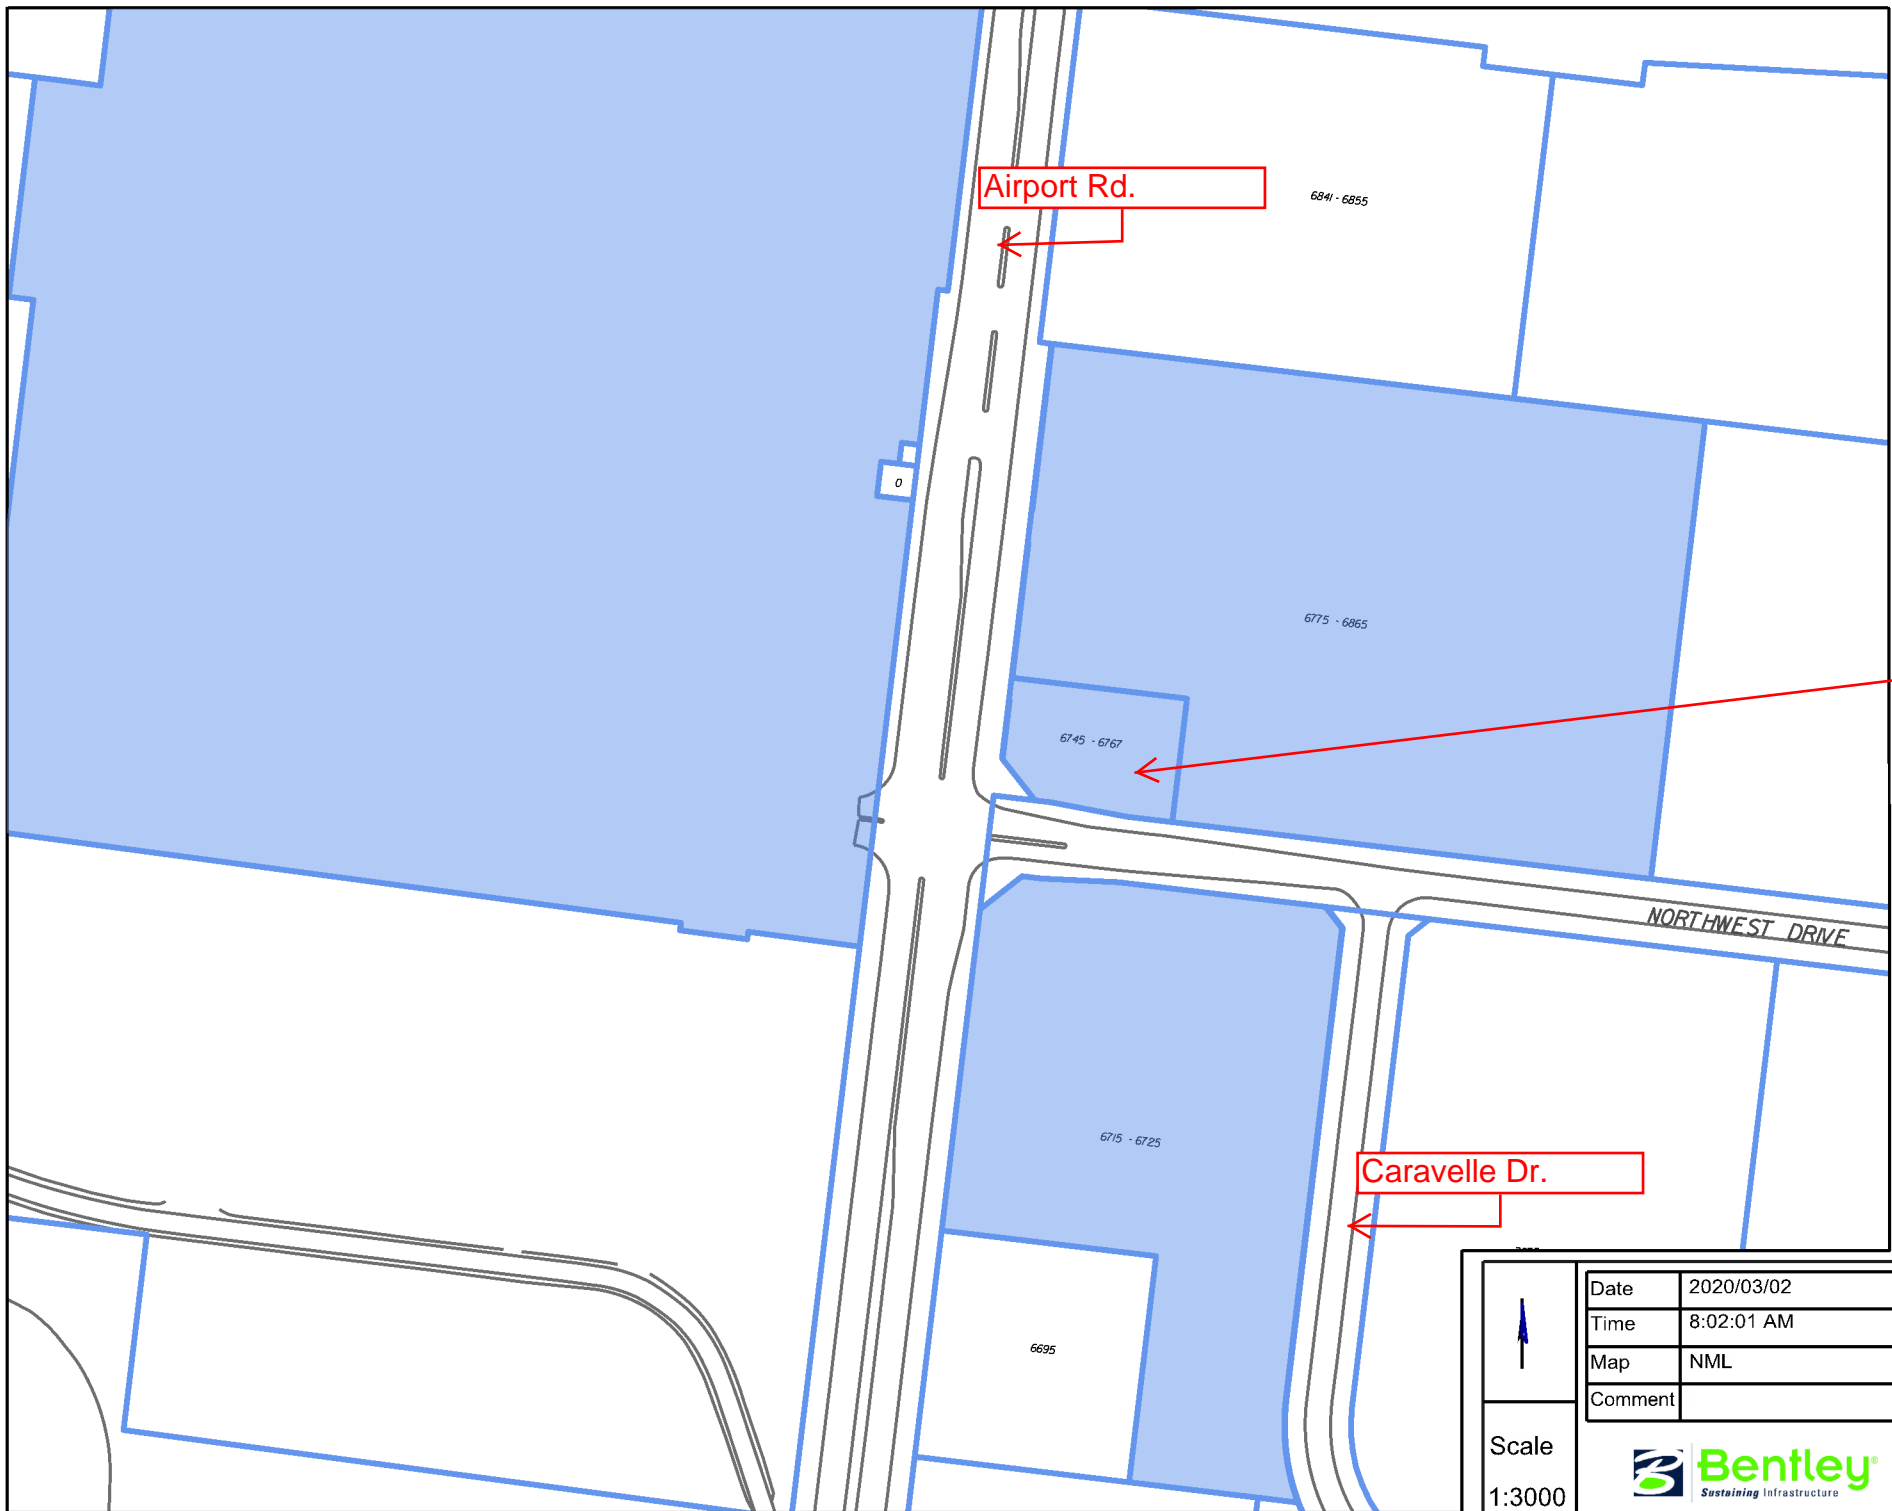 Airport Rd.
6841 - 6855
0
6775 - 6865
6745 - 6767
NORTHWEST DRIVE
6715 - 6725
Caravelle Dr.
6695
Date 2020/03/02
Time 8:02:01 AM
Map NML
Comment
Scale
1:3000
Bentley®
Sustaining Infrastructure